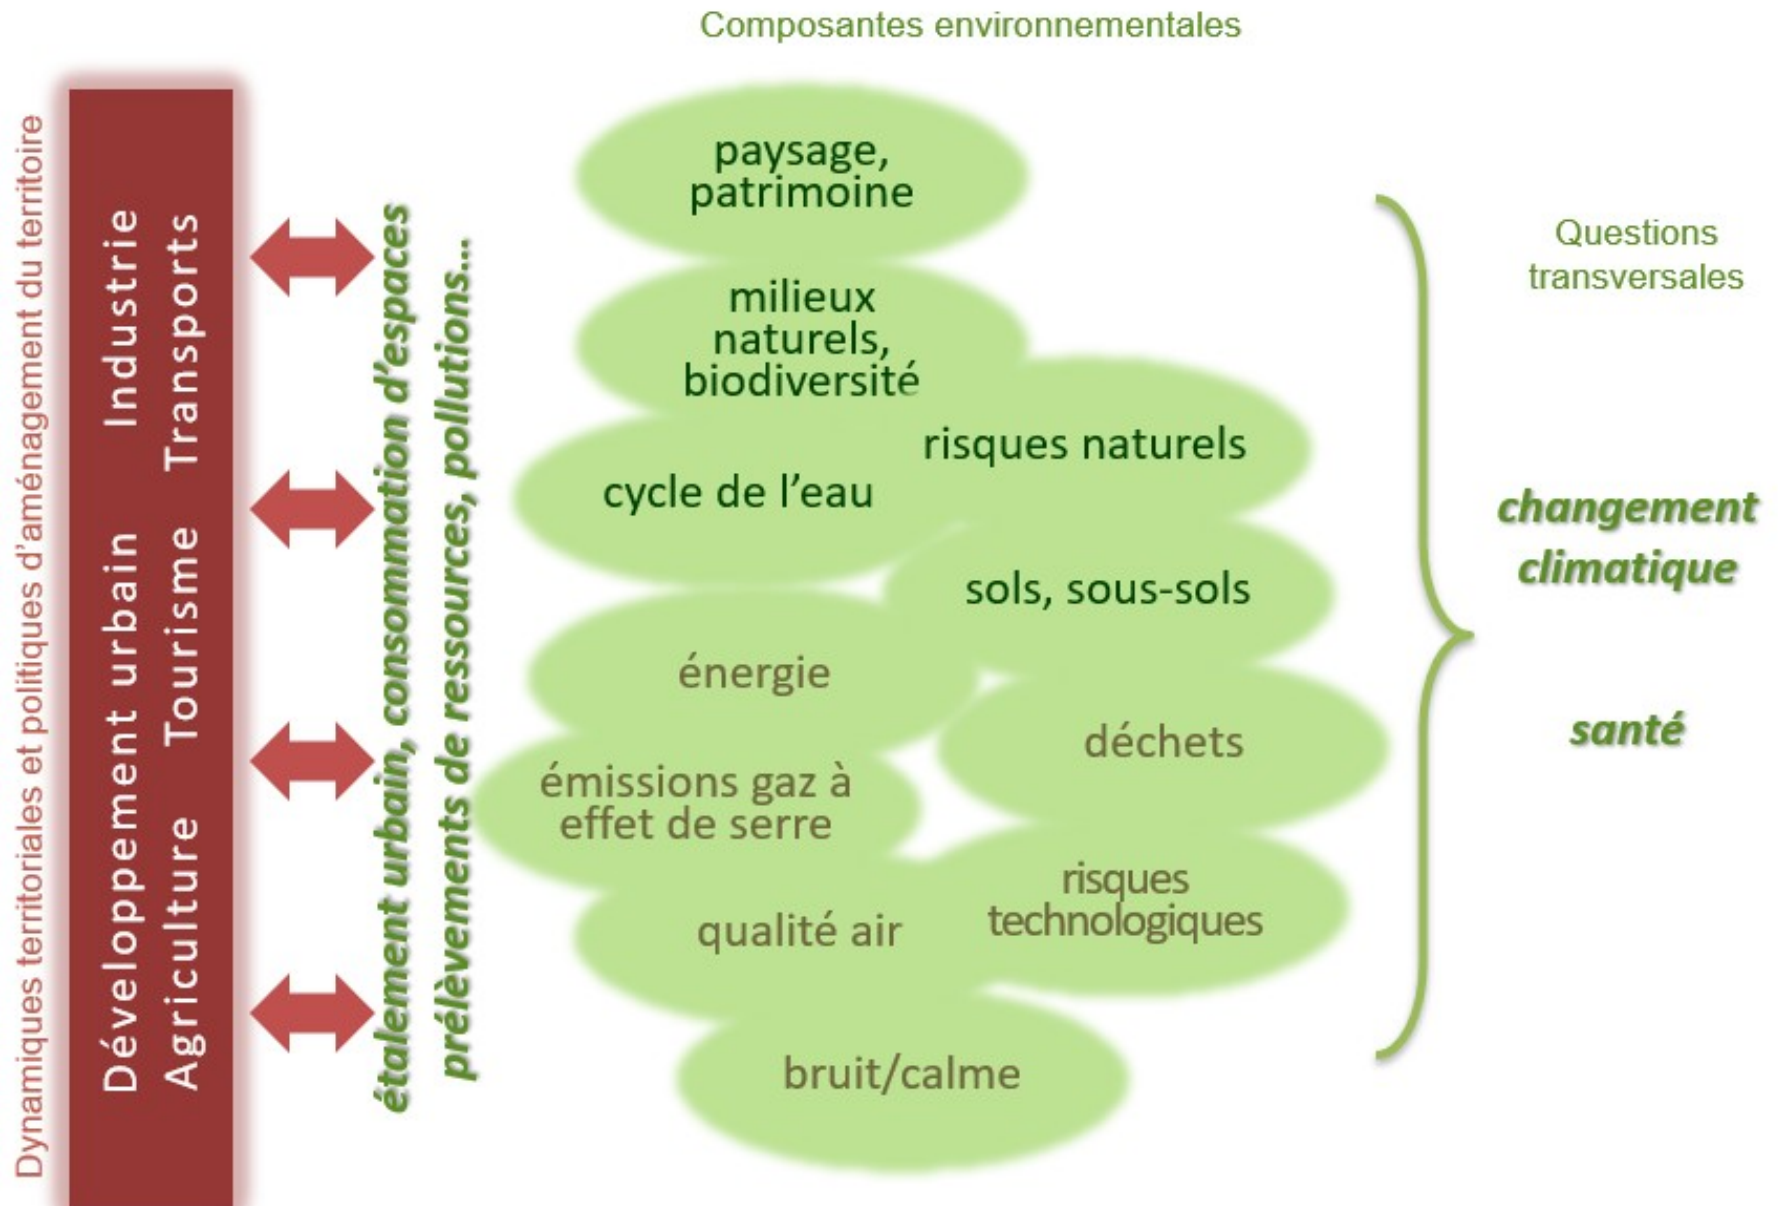 Composantes environnementales
Dynamiques territoriales et politiques d'aménagement du territoire
Développement urbain Industrie
Agriculture Tourisme Transports
étalement urbain, consommation d'espaces
prélèvements de ressources, pollutions...
paysage,
patrimoine
milieux
naturels,
biodiversité
risques naturels
cycle de l'eau
sols, sous-sols
énergie
déchets
émissions gaz à
effet de serre
risques
technologiques
qualité air
bruit/calme
Questions
transversales
changement
climatique
santé